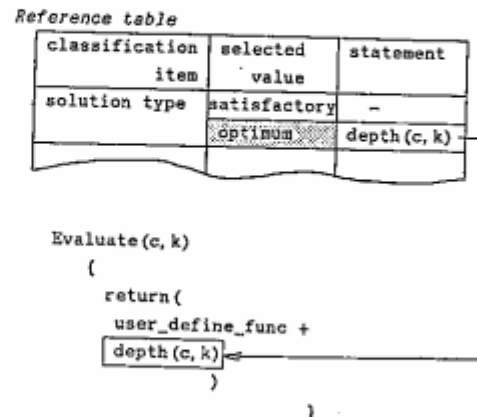 Reference table
classification item selected value statement
solution type satisfactory -
optimum depth(c, k)
Evaluate(c, k)
{
return(
user_define_func +
depth(c, k)
)
}